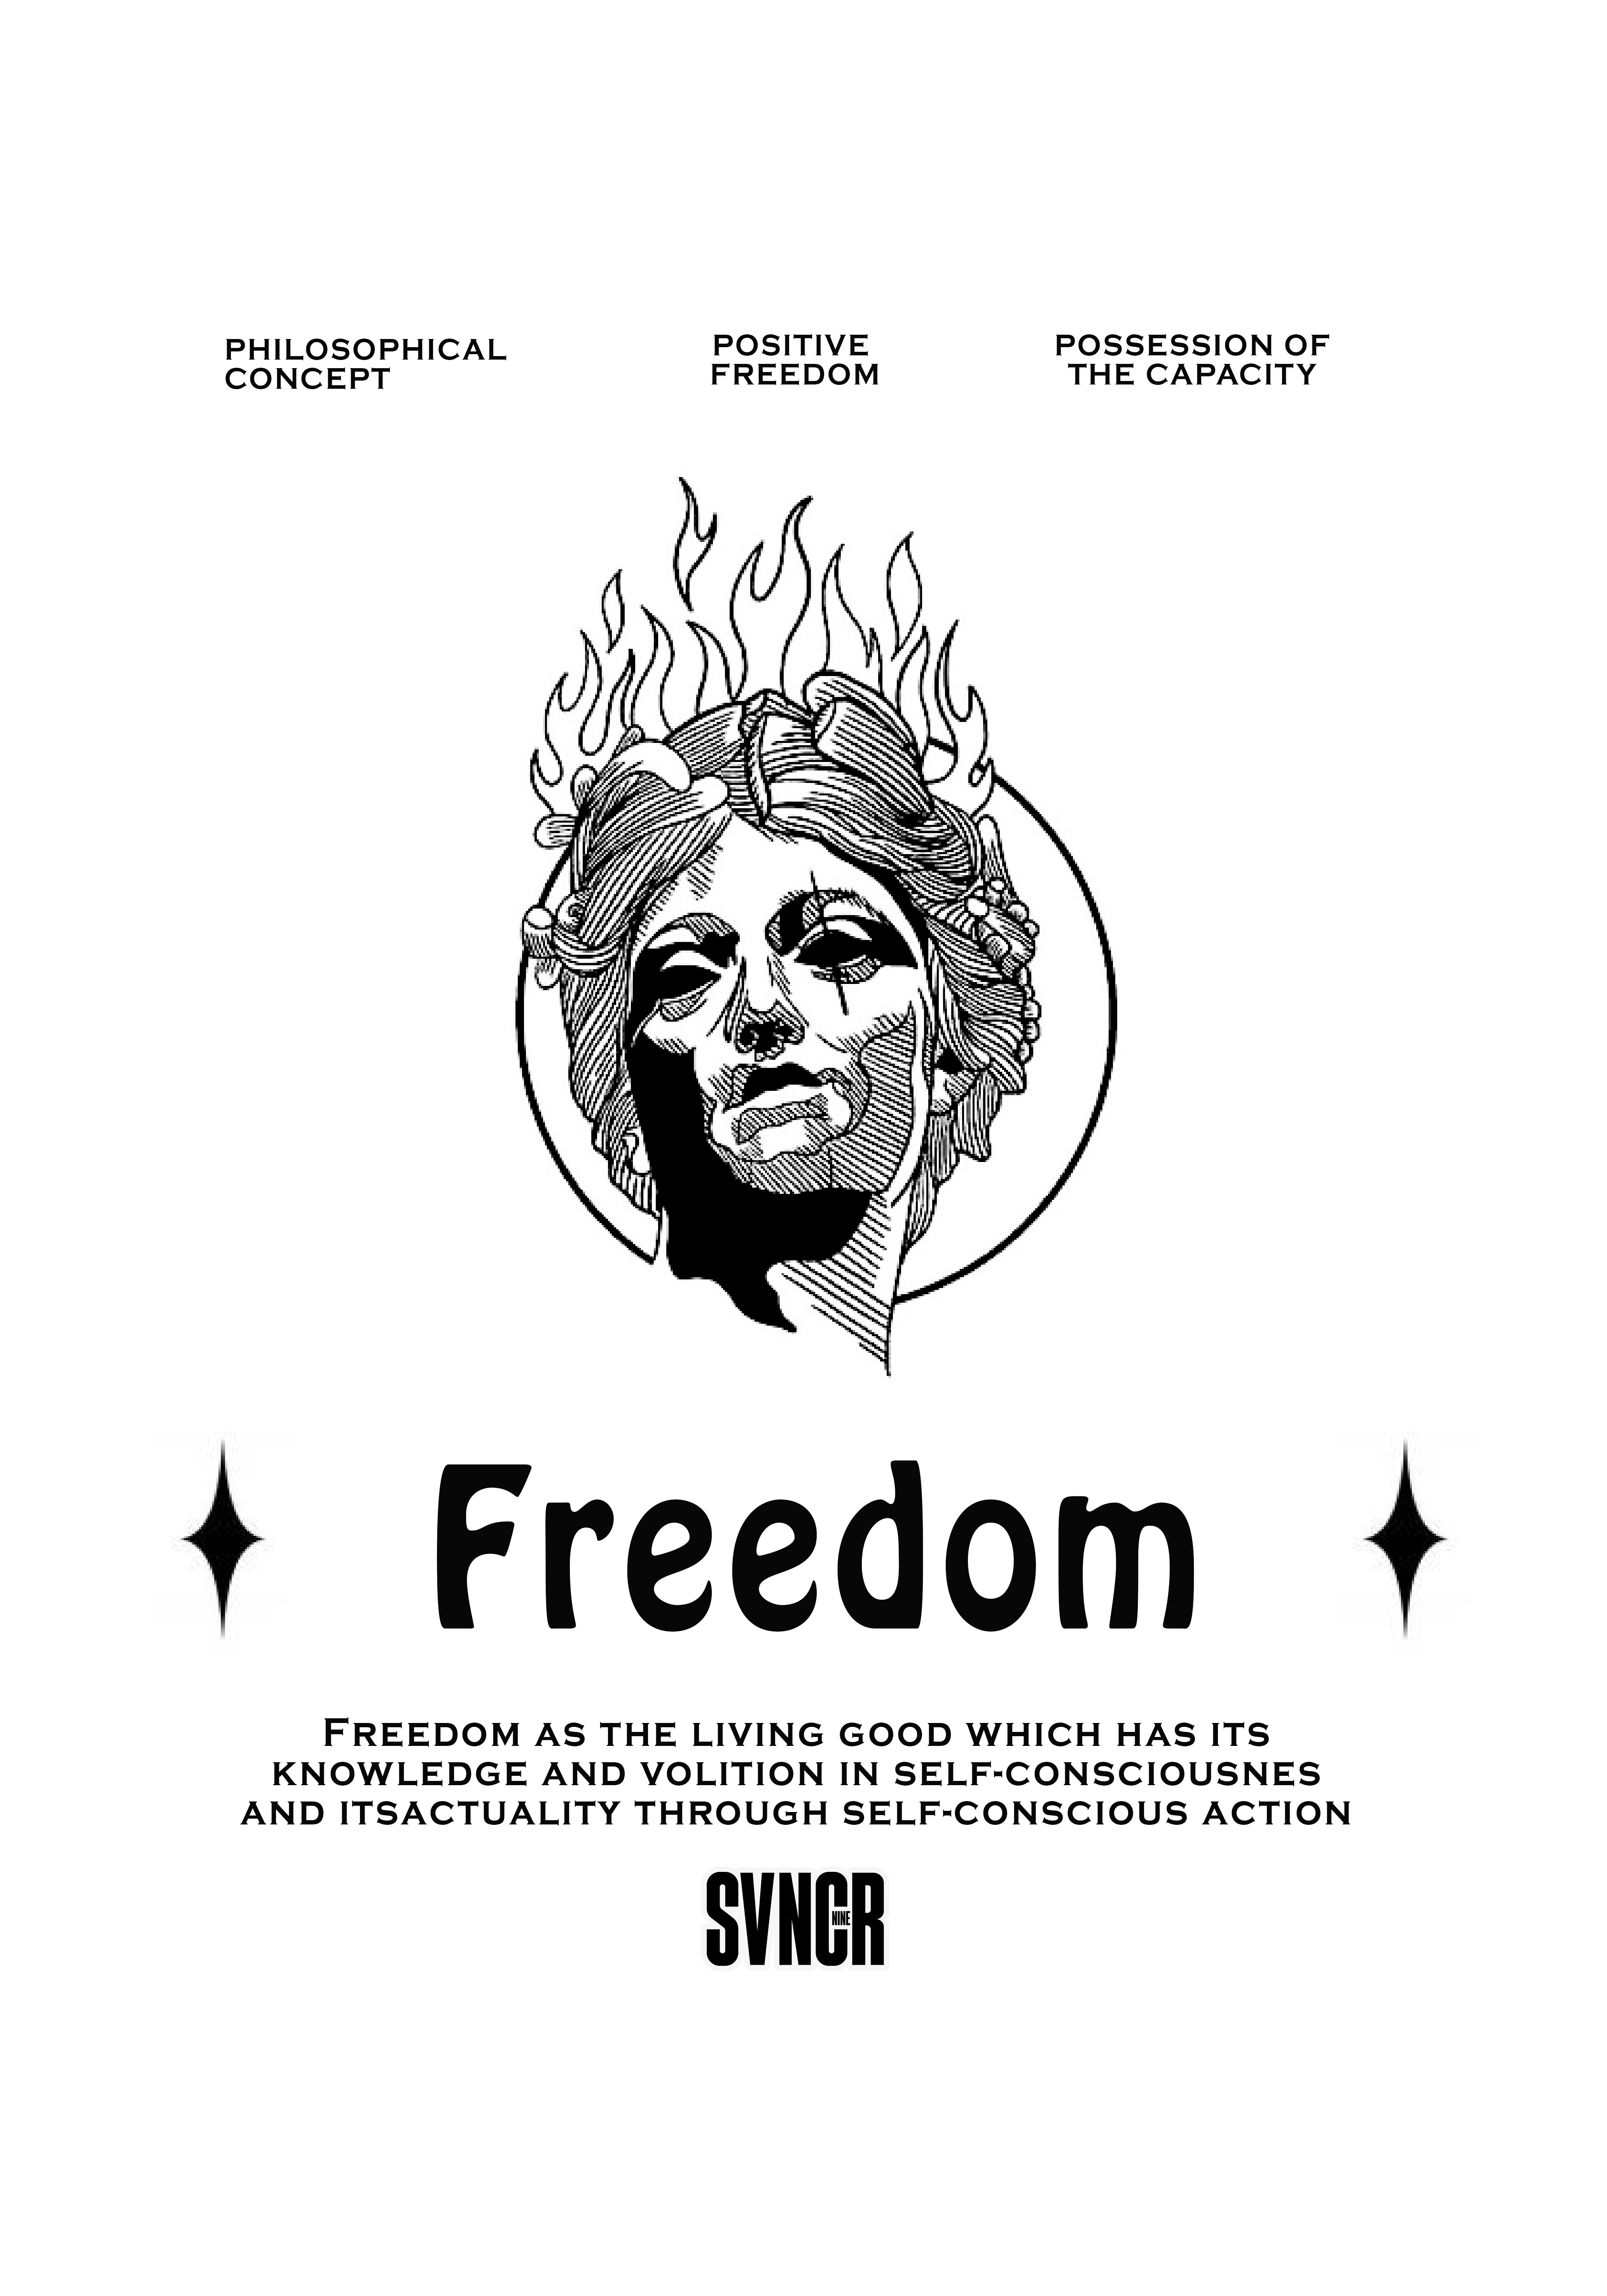 PHILOSOPHICAL
CONCEPT
POSITIVE
FREEDOM
POSSESSION OF
THE CAPACITY
Freedom
FREEDOM AS THE LIVING GOOD WHICH HAS ITS
KNOWLEDGE AND VOLITION IN SELF-CONSCIOUSNES
AND ITSACTUALITY THROUGH SELF-CONSCIOUS ACTION
SVNCR
NINE